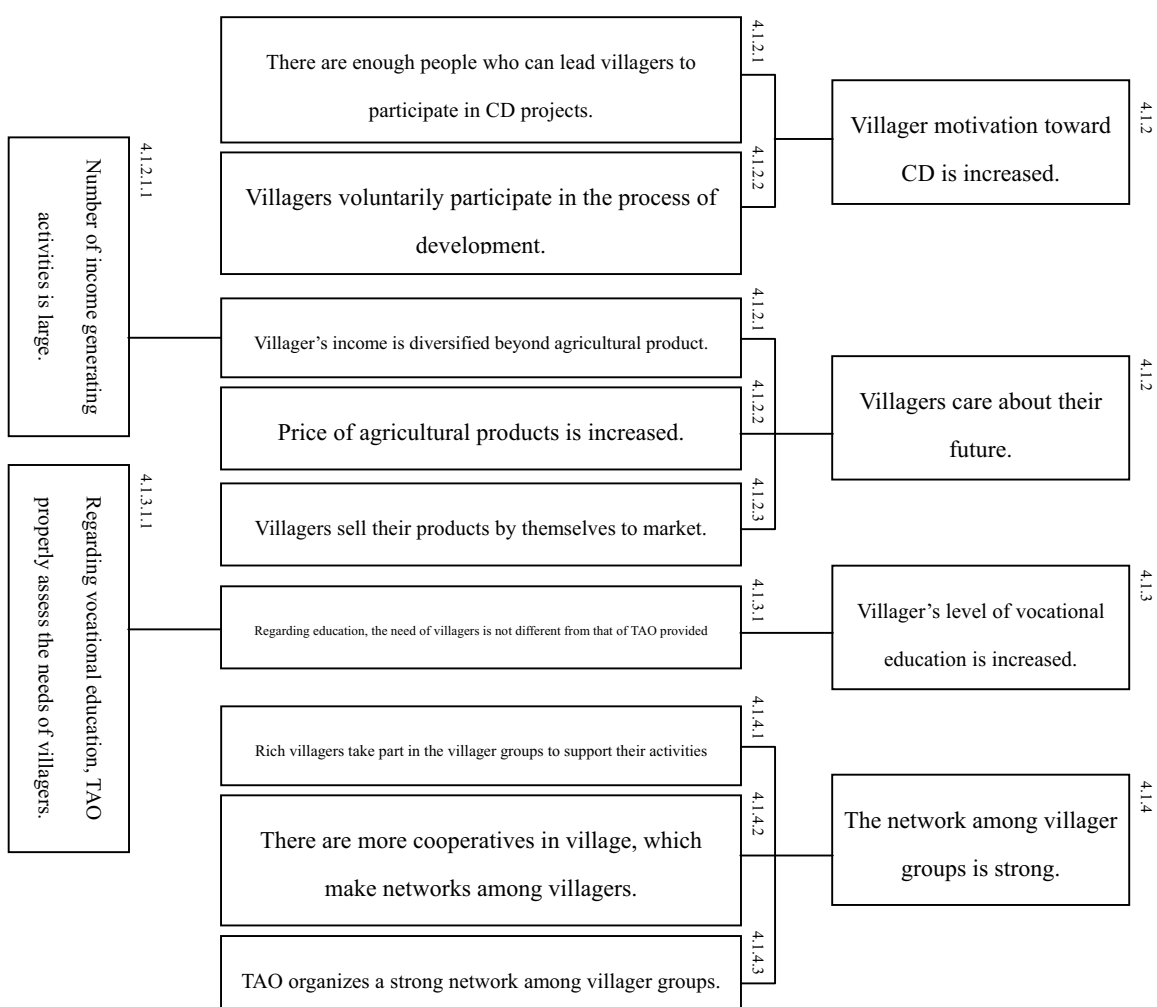 4.1.2
Villager motivation toward
CD is increased.
4.1.2.1
There are enough people who can lead villagers to
participate in CD projects.
4.1.2.2
Villagers voluntarily participate in the process of
development.
4.1.2
Villagers care about their
future.
4.1.2.1
Villager’s income is diversified beyond agricultural product.
4.1.2.1.1
Number of income generating
activities is large.
4.1.2.2
Price of agricultural products is increased.
4.1.2.3
Villagers sell their products by themselves to market.
4.1.3
Villager’s level of vocational
education is increased.
4.1.3.1
Regarding education, the need of villagers is not different from that of TAO provided
4.1.3.1.1
Regarding vocational education, TAO
properly assess the needs of villagers.
4.1.4
The network among villager
groups is strong.
4.1.4.1
Rich villagers take part in the villager groups to support their activities
4.1.4.2
There are more cooperatives in village, which
make networks among villagers.
4.1.4.3
TAO organizes a strong network among villager groups.